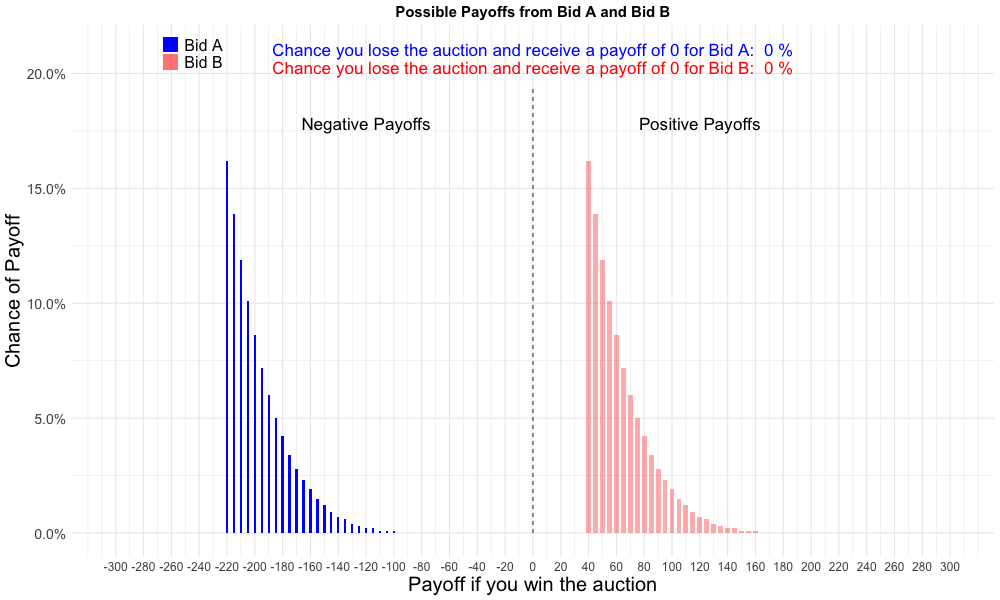 Possible Payoffs from Bid A and Bid B
Bid A
Bid B
Chance you lose the auction and receive a payoff of 0 for Bid A:  0 %
Chance you lose the auction and receive a payoff of 0 for Bid B:  0 %
Negative Payoffs
Positive Payoffs
Chance of Payoff
20.0%
15.0%
10.0%
5.0%
0.0%
-300 -280 -260 -240 -220 -200 -180 -160 -140 -120 -100 -80 -60 -40 -20 0 20 40 60 80 100 120 140 160 180 200 220 240 260 280 300
Payoff if you win the auction